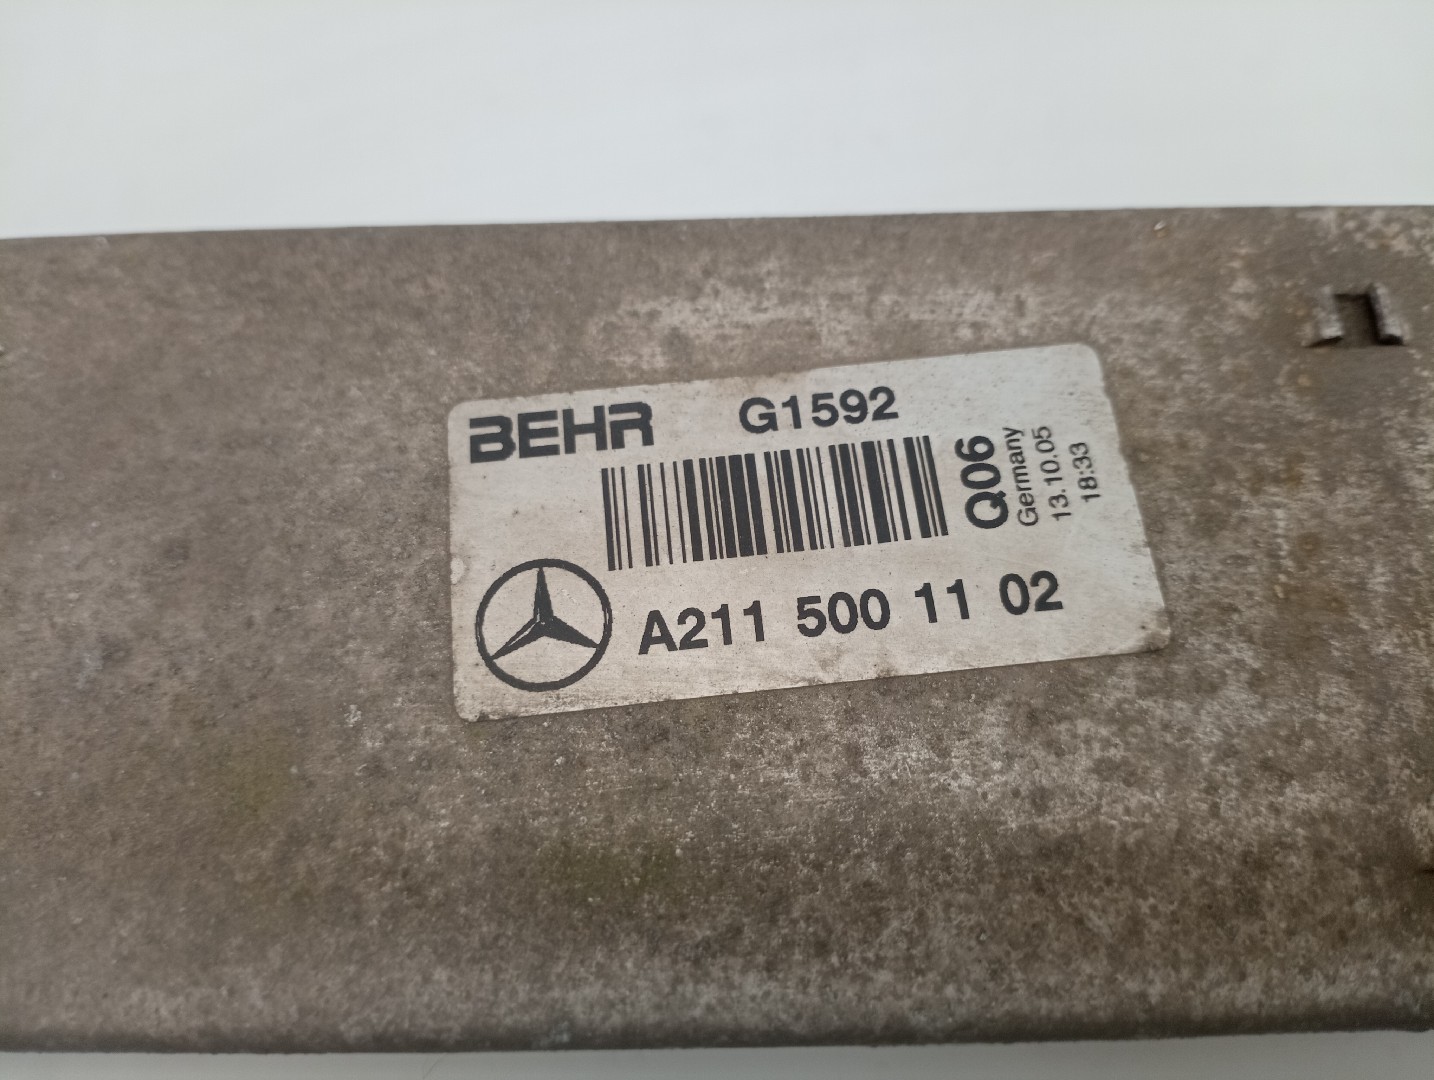 BEHR G1592
Q06
Germany
13.10.05
18:33
A211 500 11 02